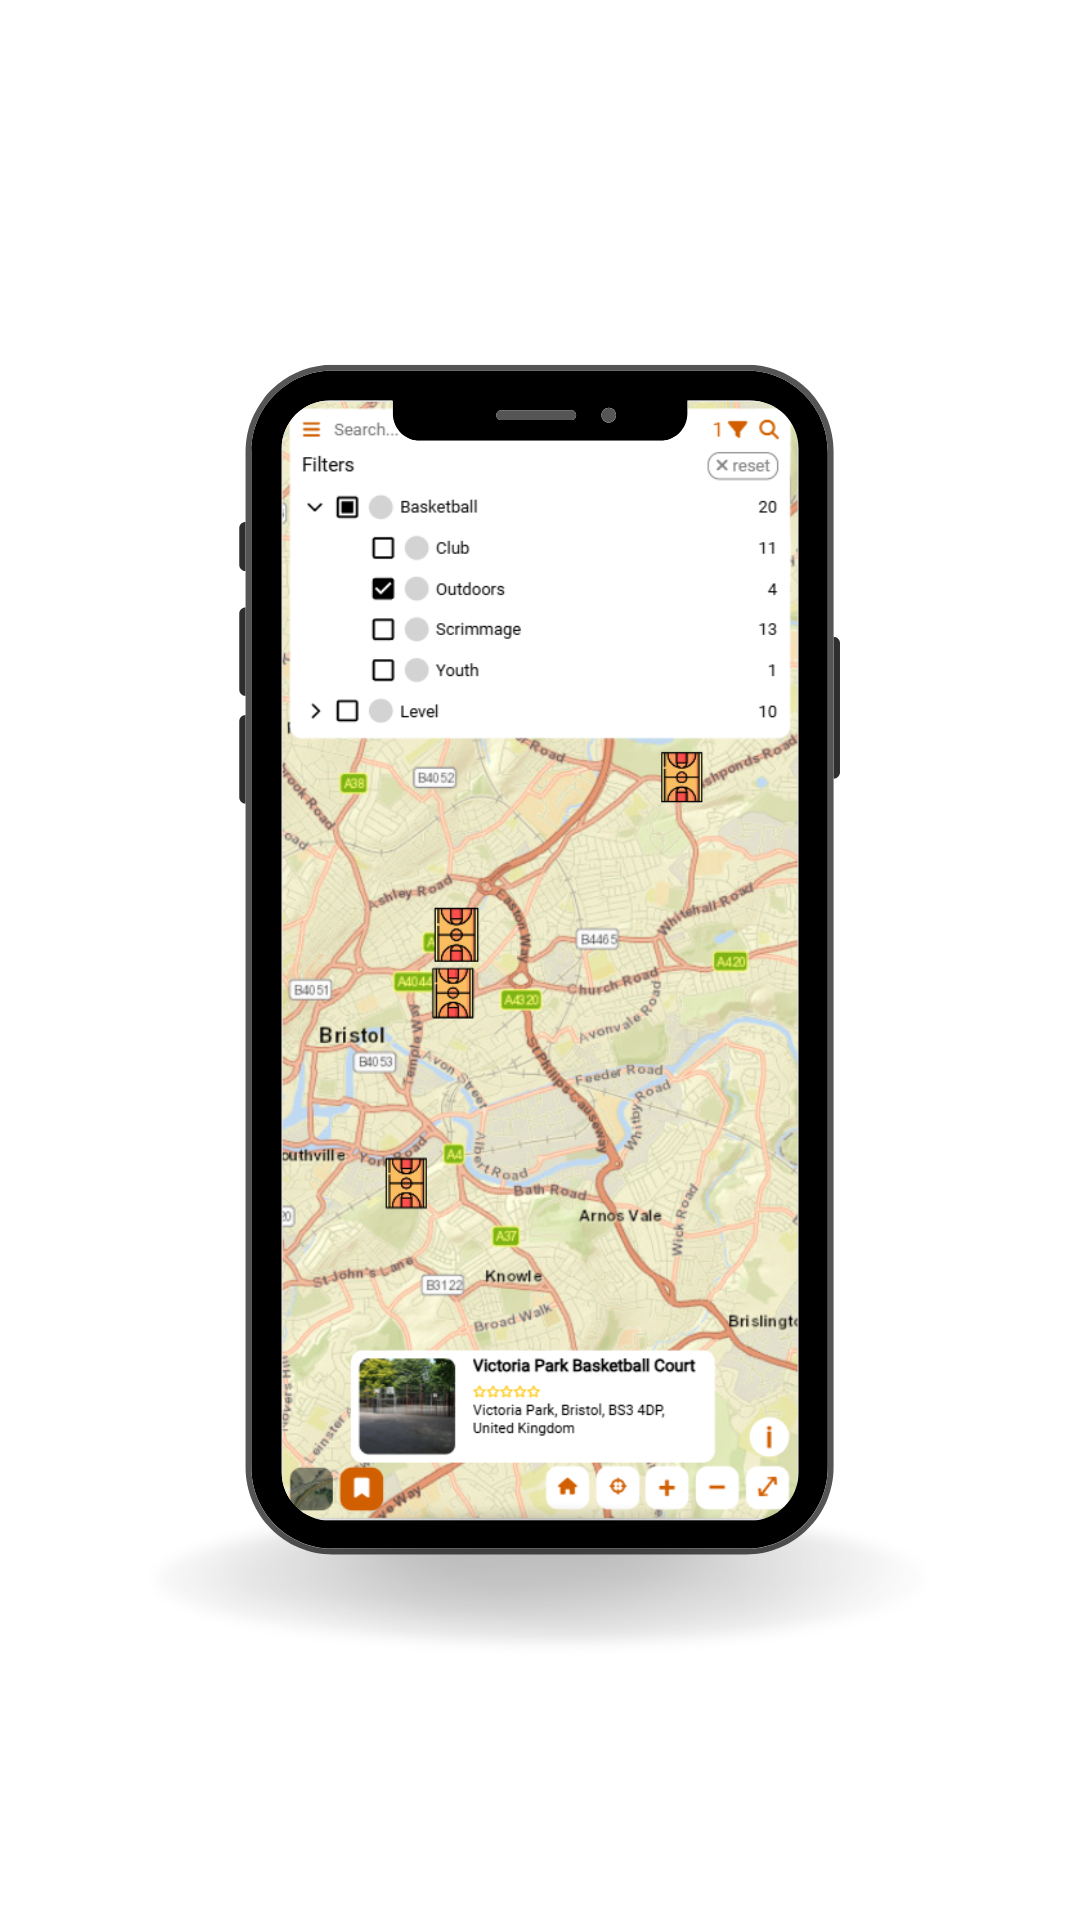 Search...
1
Filters
reset
Basketball 20
Club 11
Outdoors 4
Scrimmage 13
Youth 1
Level 10
Road
shponds Road
A38
B4052
rook Road
oad
Ashley Road
Easton Way
Whitehall Road
B4465
A420
A4044
B4051
Church Road
A4320
Avonvale Road
Bristol
Temple Way
B4053
Avon Street
St Philips Causeway
Feeder Road
Whitby Road
outhville
York Road
A4
Albert Road
Bath Road
Arnos Vale
Wick Road
A37
St John's Lane
B3122
Knowle
Broad Walk
Brislingto
Victoria Park Basketball Court
Victoria Park, Bristol, BS3 4DP,
United Kingdom
Leinster
i
e Way